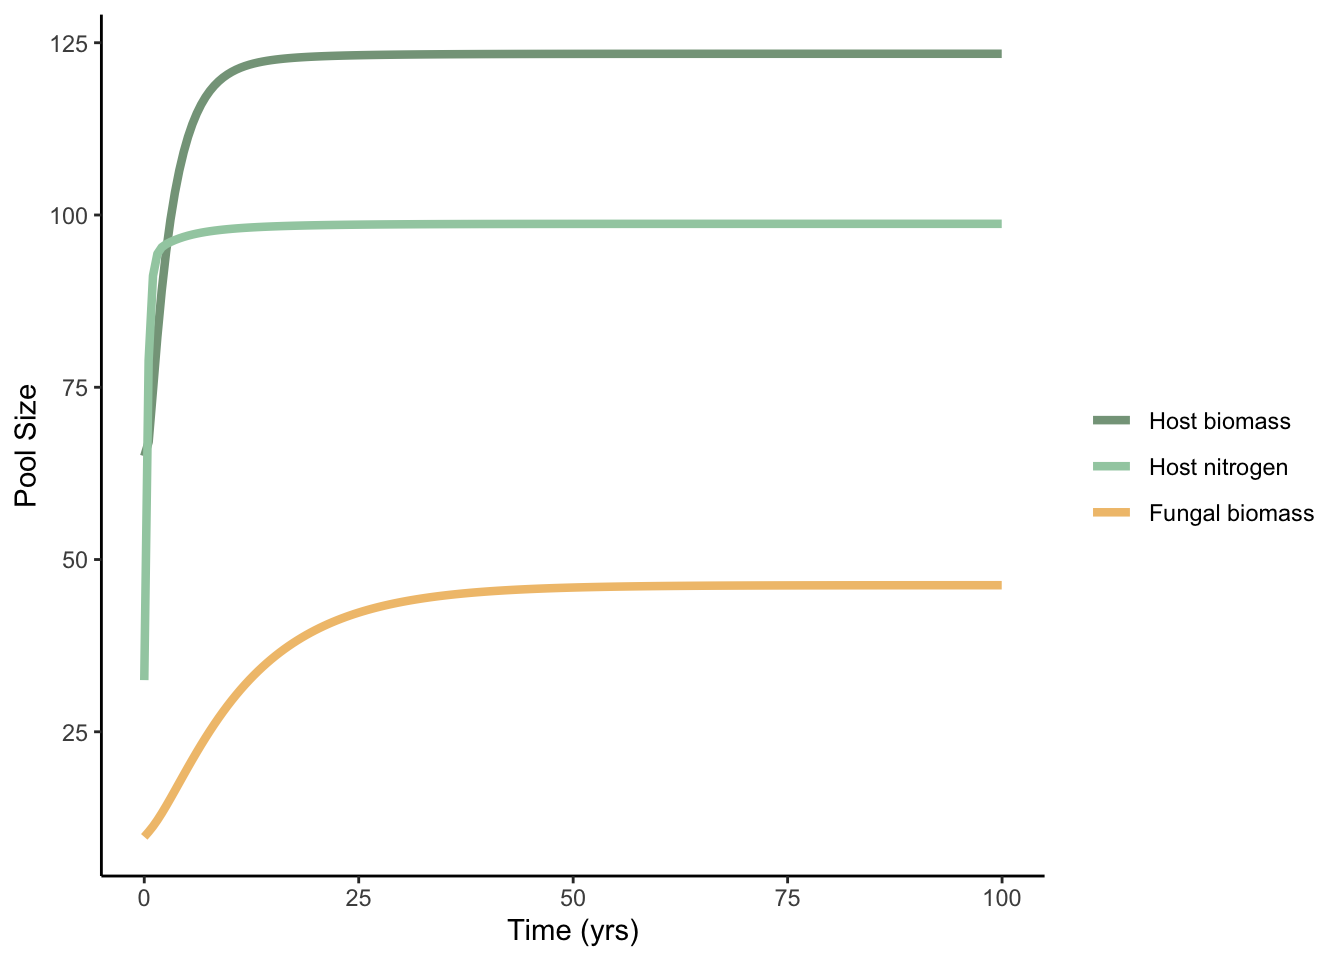 125
100
75
50
25
Pool Size
0 25 50 75 100
Time (yrs)
Host biomass
Host nitrogen
Fungal biomass